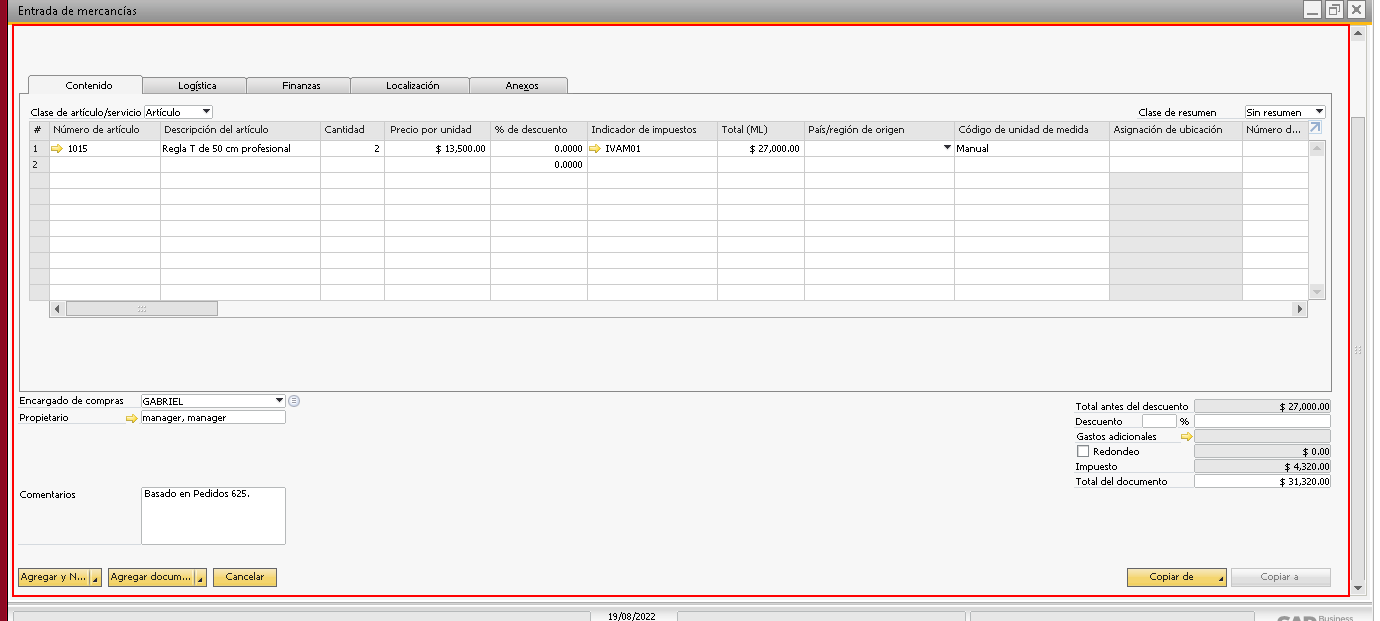 Entrada de mercancías
Contenido Logística Finanzas Localización Anexos
Clase de artículo/servicio Artículo Clase de resumen Sin resumen
# Número de artículo Descripción del artículo Cantidad Precio por unidad % de descuento Indicador de impuestos Total (ML) País/región de origen Código de unidad de medida Asignación de ubicación Número d...
1 1015 Regla T de 50 cm profesional 2 $ 13,500.00 0.0000 IVAM01 $ 27,000.00 Manual
2 0.0000
Encargado de compras GABRIEL
Propietario manager, manager
Total antes del descuento $ 27,000.00
Descuento %
Gastos adicionales
Redondeo $ 0.00
Impuesto $ 4,320.00
Total del documento $ 31,320.00
Comentarios Basado en Pedidos 625.
Agregar y N... Agregar docum... Cancelar Copiar de Copiar a
19/08/2022
Business